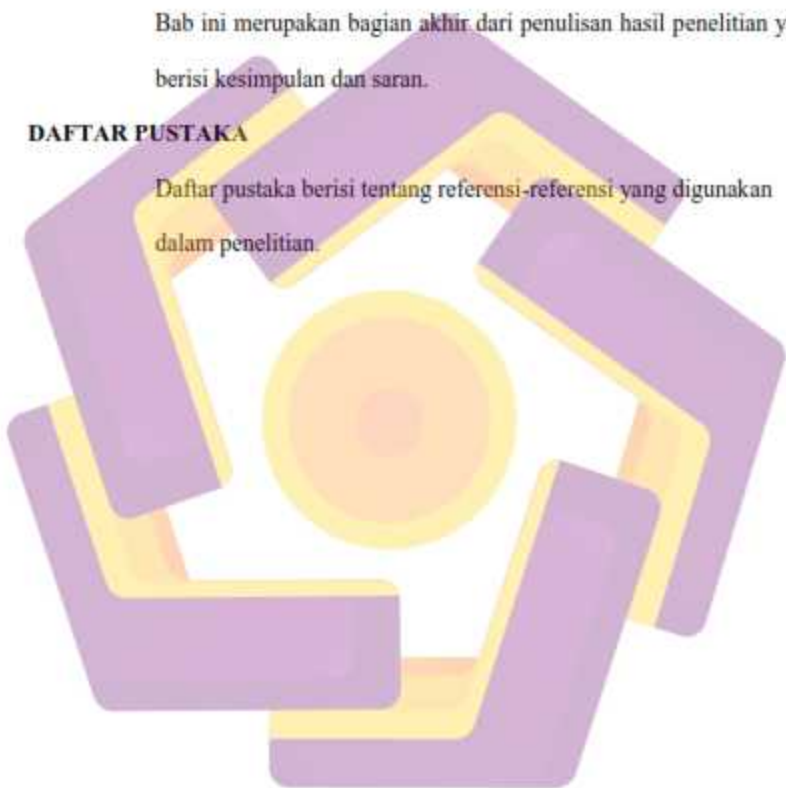 Bab ini merupakan bagian akhir dari penulisan hasil penelitian y
berisi kesimpulan dan saran.
DAFTAR PUSTAKA
Daftar pustaka berisi tentang referensi-referensi yang digunakan
dalam penelitian.